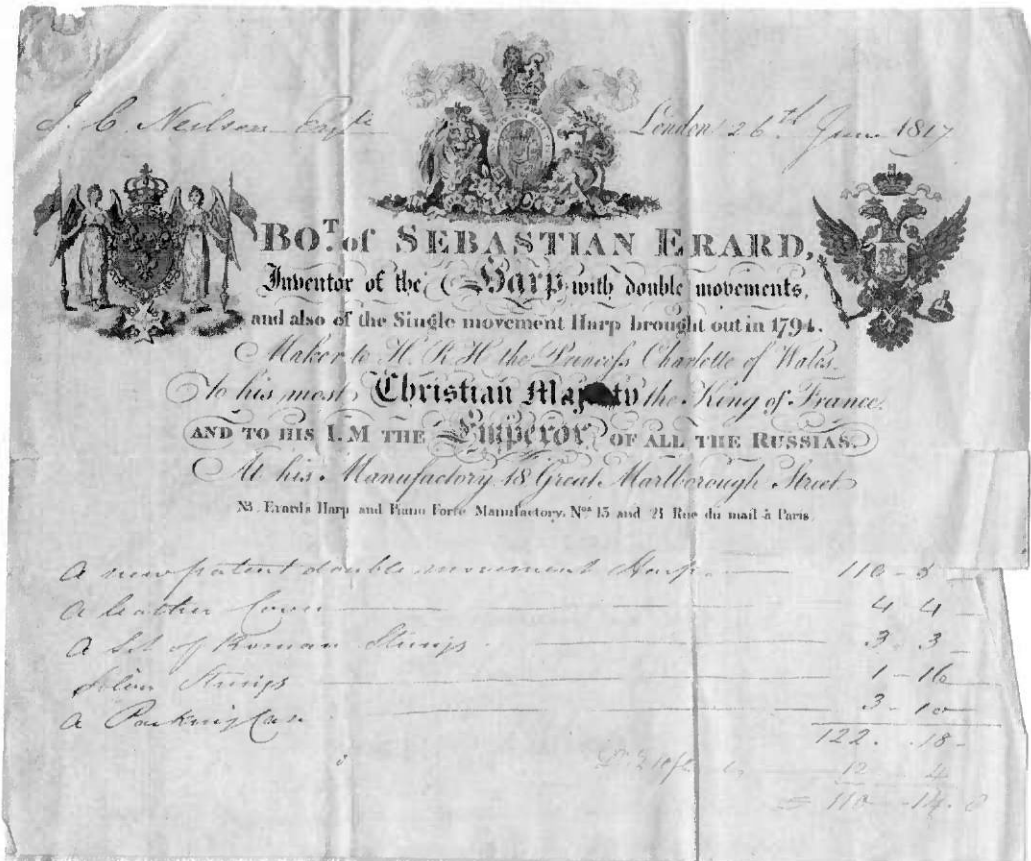 J. C. Neilson Esqre London 26th June 1817
BOT. of SEBASTIAN ERARD,
Inventor of the Harp with double movements,
and also of the Single movement Harp brought out in 1794.
Maker to H. R. H. the Princess Charlotte of Wales.
to his most Christian Majesty the King of France.
AND TO HIS I.M THE Emperor OF ALL THE RUSSIAS.
At his Manufactory 18 Great Marlborough Street
NB. Erard's Harp and Piano Forte Manufactory. Nos 13 and 21 Rue du mail à Paris
A new patent double movement Harp 110 - 5 -
A leather Cover 4 4 -
A Set of Roman Strings 3 - 3 -
Silver Strings 1 - 16
A Packing Case 3 - 10
122 . 18 -
12 4
= 110 - 14 . 0